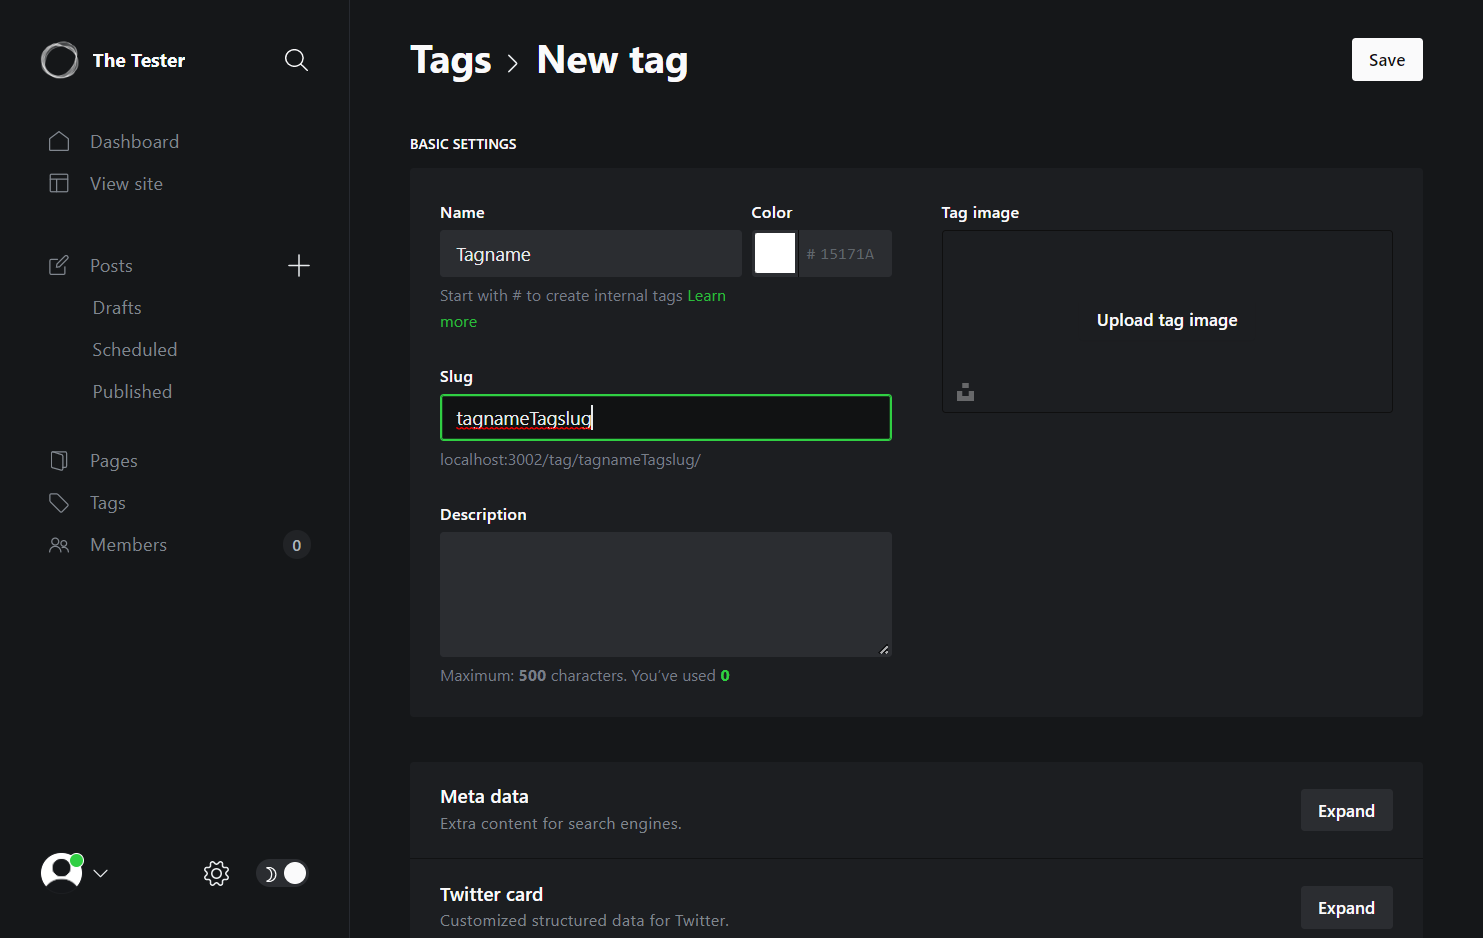 The Tester
Dashboard
View site
Posts
Drafts
Scheduled
Published
Pages
Tags
Members
0
Tags > New tag
Save
BASIC SETTINGS
Name
Tagname
Start with # to create internal tags Learn
more
Color
# 15171A
Slug
tagnameTagslug
localhost:3002/tag/tagnameTagslug/
Description
Maximum: 500 characters. You've used 0
Tag image
Upload tag image
Meta data
Extra content for search engines.
Expand
Twitter card
Customized structured data for Twitter.
Expand